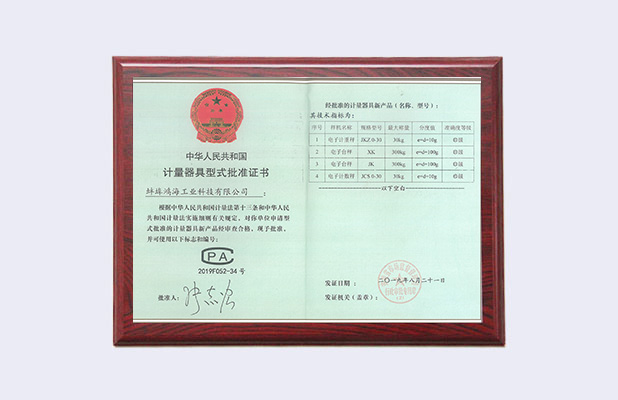 中华人民共和国
计量器具型式批准证书
蚌埠鸿海工业科技有限公司：
根据中华人民共和国计量法第十三条和中华人民
共和国计量法实施细则有关规定，对你单位申请型
式批准的计量器具新产品经审查合格，现予批准，
并可使用以下标志和编号：
CPA
2019F052-34 号
批准人：
经批准的计量器具新产品（名称、型号）：
其技术指标为：
序号 样机名称 规格型号 最大称量 分度值 准确度等级
1 电子计重秤 JKZ 0-30 30kg e=d=10g
2 电子台秤 XK 300kg e=d=100g
3 电子台秤 JK 300kg e=d=100g
4 电子计数秤 JCS 0-30 30kg e=d=10g
以下空白
发证日期： 二〇一九年八月二十一日
发证机关（盖章）：